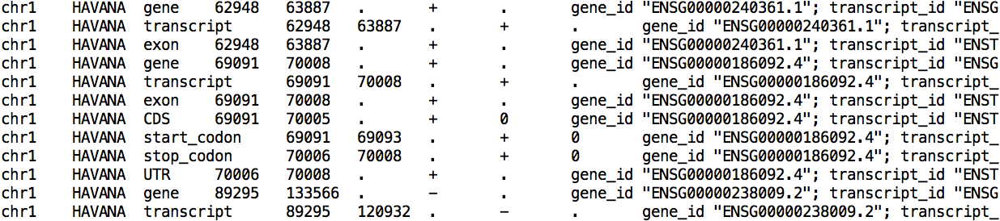 chr1 HAVANA gene 62948 63887 . + . gene_id "ENSG00000240361.1"; transcript_id "ENSG
chr1 HAVANA transcript 62948 63887 . + . gene_id "ENSG00000240361.1"; transcript_
chr1 HAVANA exon 62948 63887 . + . gene_id "ENSG00000240361.1"; transcript_id "ENST
chr1 HAVANA gene 69091 70008 . + . gene_id "ENSG00000186092.4"; transcript_id "ENSG
chr1 HAVANA transcript 69091 70008 . + . gene_id "ENSG00000186092.4"; transcript_
chr1 HAVANA exon 69091 70008 . + . gene_id "ENSG00000186092.4"; transcript_id "ENST
chr1 HAVANA CDS 69091 70005 . + 0 gene_id "ENSG00000186092.4"; transcript_id "ENST
chr1 HAVANA start_codon 69091 69093 . + 0 gene_id "ENSG00000186092.4"; transcript_
chr1 HAVANA stop_codon 70006 70008 . + 0 gene_id "ENSG00000186092.4"; transcript_
chr1 HAVANA UTR 70006 70008 . + . gene_id "ENSG00000186092.4"; transcript_id "ENST
chr1 HAVANA gene 89295 133566 . - . gene_id "ENSG00000238009.2"; transcript_id "ENSG
chr1 HAVANA transcript 89295 120932 . - . gene_id "ENSG00000238009.2"; transcript_